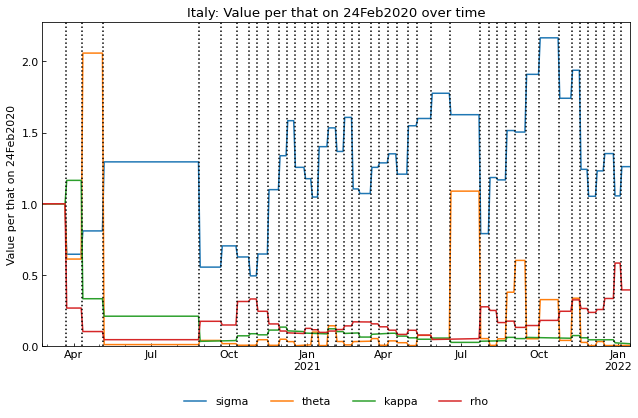 Italy: Value per that on 24Feb2020 over time
Value per that on 24Feb2020
2.0
1.5
1.0
0.5
0.0
Apr Jul Oct Jan Apr Jul Oct Jan
2021 2022
sigma theta kappa rho